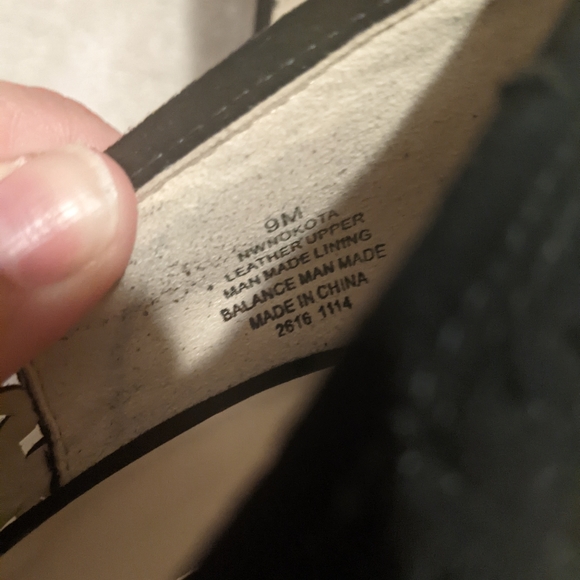 9M
NWNOKOTA
LEATHER UPPER
MAN MADE LINING
BALANCE MAN MADE
MADE IN CHINA
2616 1114